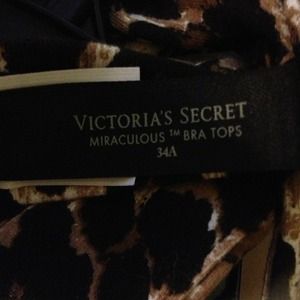 VICTORIA'S SECRET
MIRACULOUS ™ BRA TOPS
34A